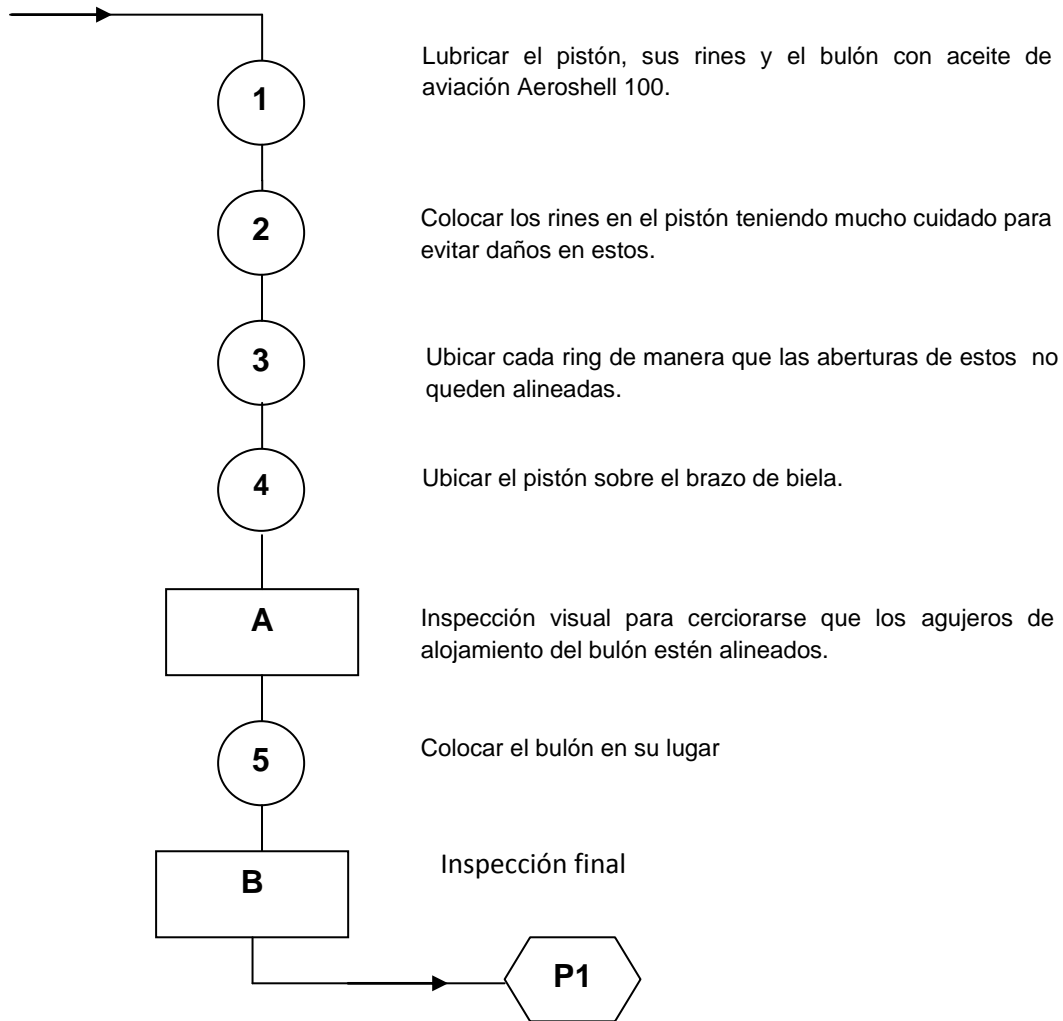 1
Lubricar el pistón, sus rines y el bulón con aceite de
aviación Aeroshell 100.
2
Colocar los rines en el pistón teniendo mucho cuidado para
evitar daños en estos.
3
Ubicar cada ring de manera que las aberturas de estos no
queden alineadas.
4
Ubicar el pistón sobre el brazo de biela.
A
Inspección visual para cerciorarse que los agujeros de
alojamiento del bulón estén alineados.
5
Colocar el bulón en su lugar
B
Inspección final
P1